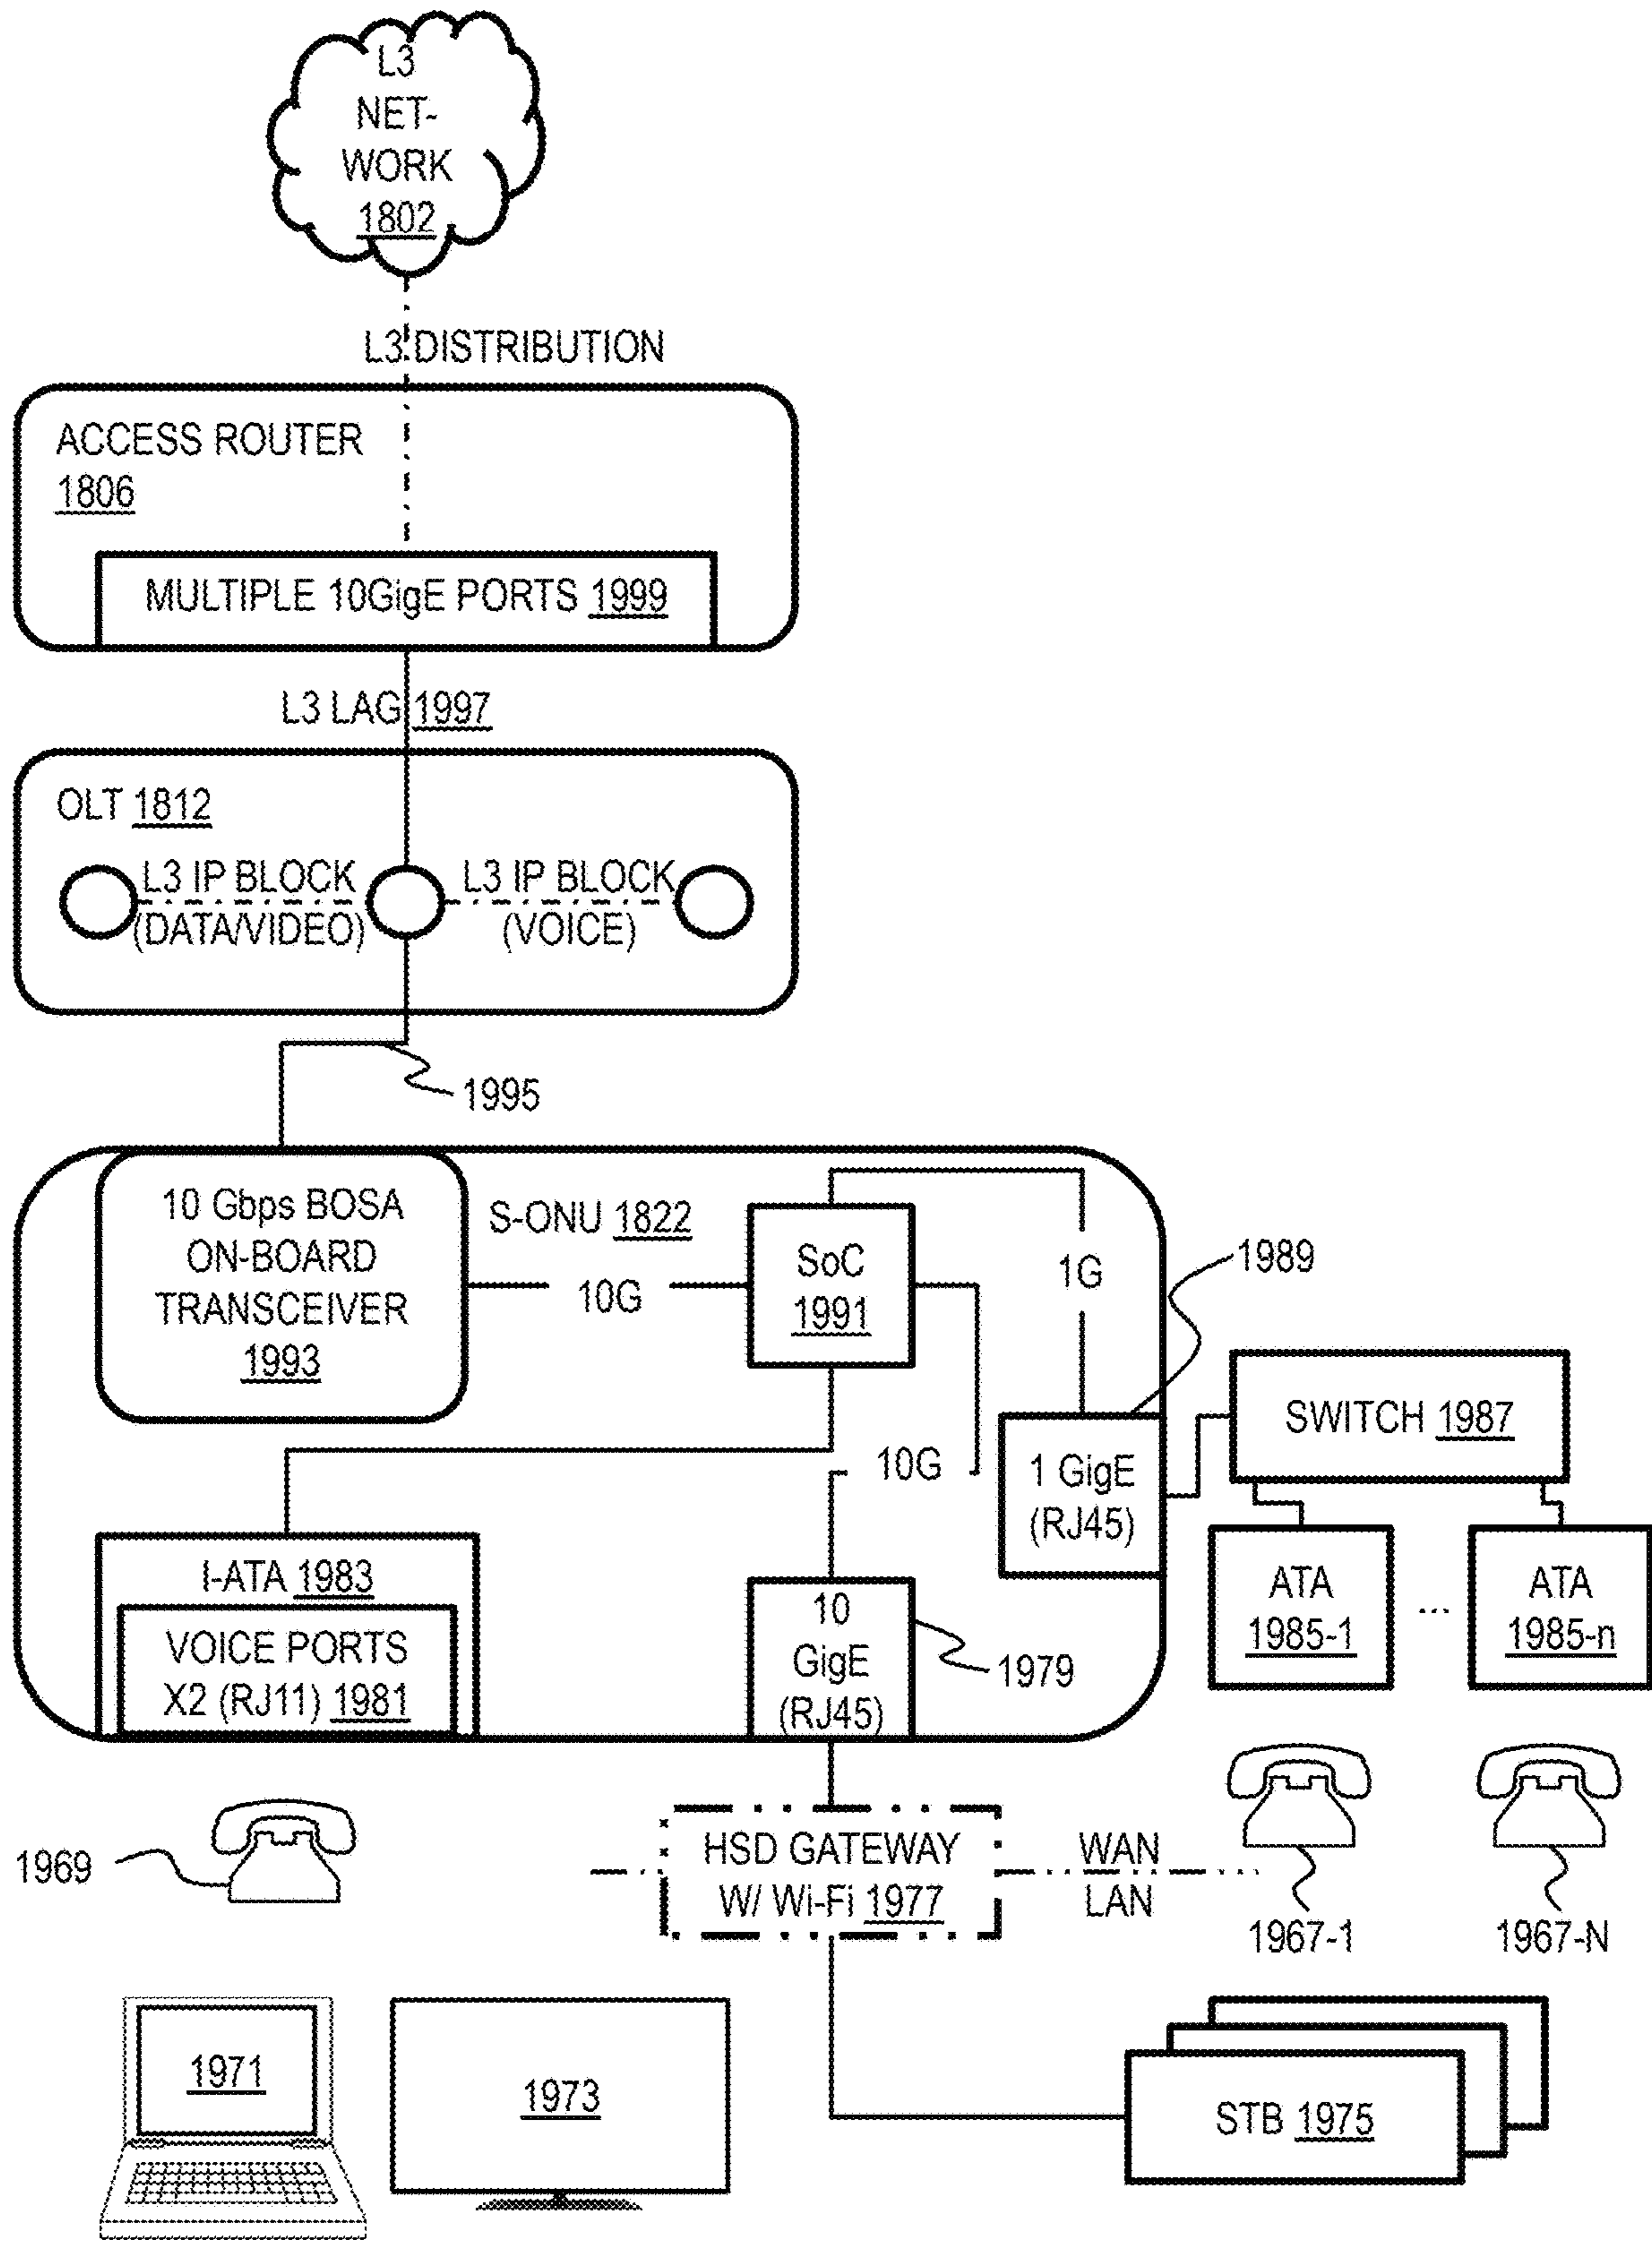 L3
NET-
WORK
1802
L3 DISTRIBUTION
ACCESS ROUTER
1806
MULTIPLE 10GigE PORTS 1999
L3 LAG 1997
OLT 1812
L3 IP BLOCK
(DATA/VIDEO)
L3 IP BLOCK
(VOICE)
1995
10 Gbps BOSA
ON-BOARD
TRANSCEIVER
1993
S-ONU 1822
10G
SoC
1991
1G
1989
SWITCH 1987
10G
1 GigE
(RJ45)
I-ATA 1983
VOICE PORTS
X2 (RJ11) 1981
10
GigE
(RJ45)
1979
ATA
1985-1
...
ATA
1985-n
1969
HSD GATEWAY
W/ Wi-Fi 1977
WAN
LAN
1967-1
1967-N
1971
1973
STB 1975